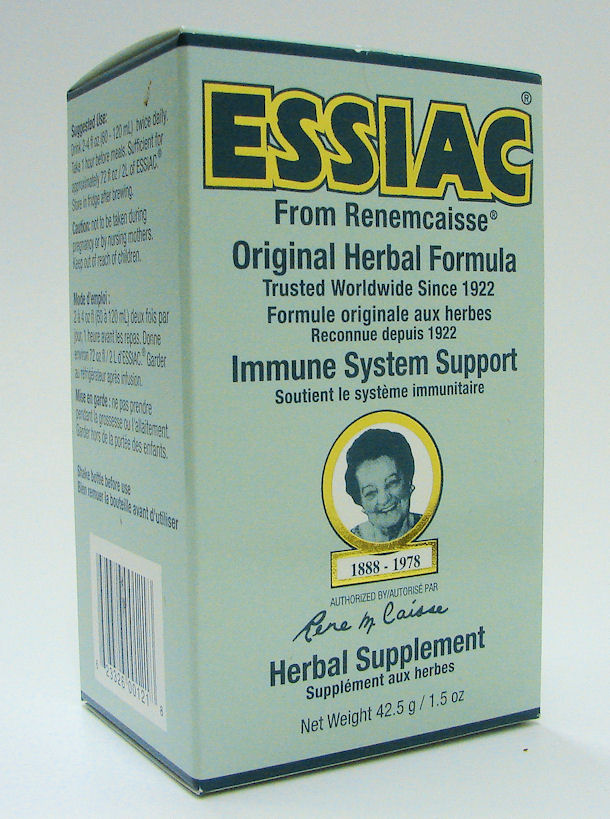 ESSIAC®
From Renemcaisse®
Original Herbal Formula
Trusted Worldwide Since 1922
Formule originale aux herbes
Reconnue depuis 1922
Immune System Support
Soutient le système immunitaire
1888 - 1978
AUTHORIZED BY/AUTORISÉ PAR
Rene M Caisse
Herbal Supplement
Supplément aux herbes
Net Weight 42.5 g / 1.5 oz
Suggested Use:
Drink 2-4 fl oz (60 - 120 mL) twice daily.
Take 1 hour before meals. Sufficient for
approximately 72 fl oz / 2L of ESSIAC.®
Store in fridge after brewing.
Caution: not to be taken during
pregnancy or by nursing mothers.
Keep out of reach of children.
Mode d'emploi :
2 à 4 oz fl (60 à 120 mL) deux fois par
jour, 1 heure avant les repas. Donne
environ 72 oz fl / 2 L d'ESSIAC.® Garder
au réfrigérateur après infusion.
Mise en garde : ne pas prendre
pendant la grossesse ou l'allaitement.
Garder hors de la portée des enfants.
Shake bottle before use
Bien remuer la bouteille avant d'utiliser
6 23326 00121 8